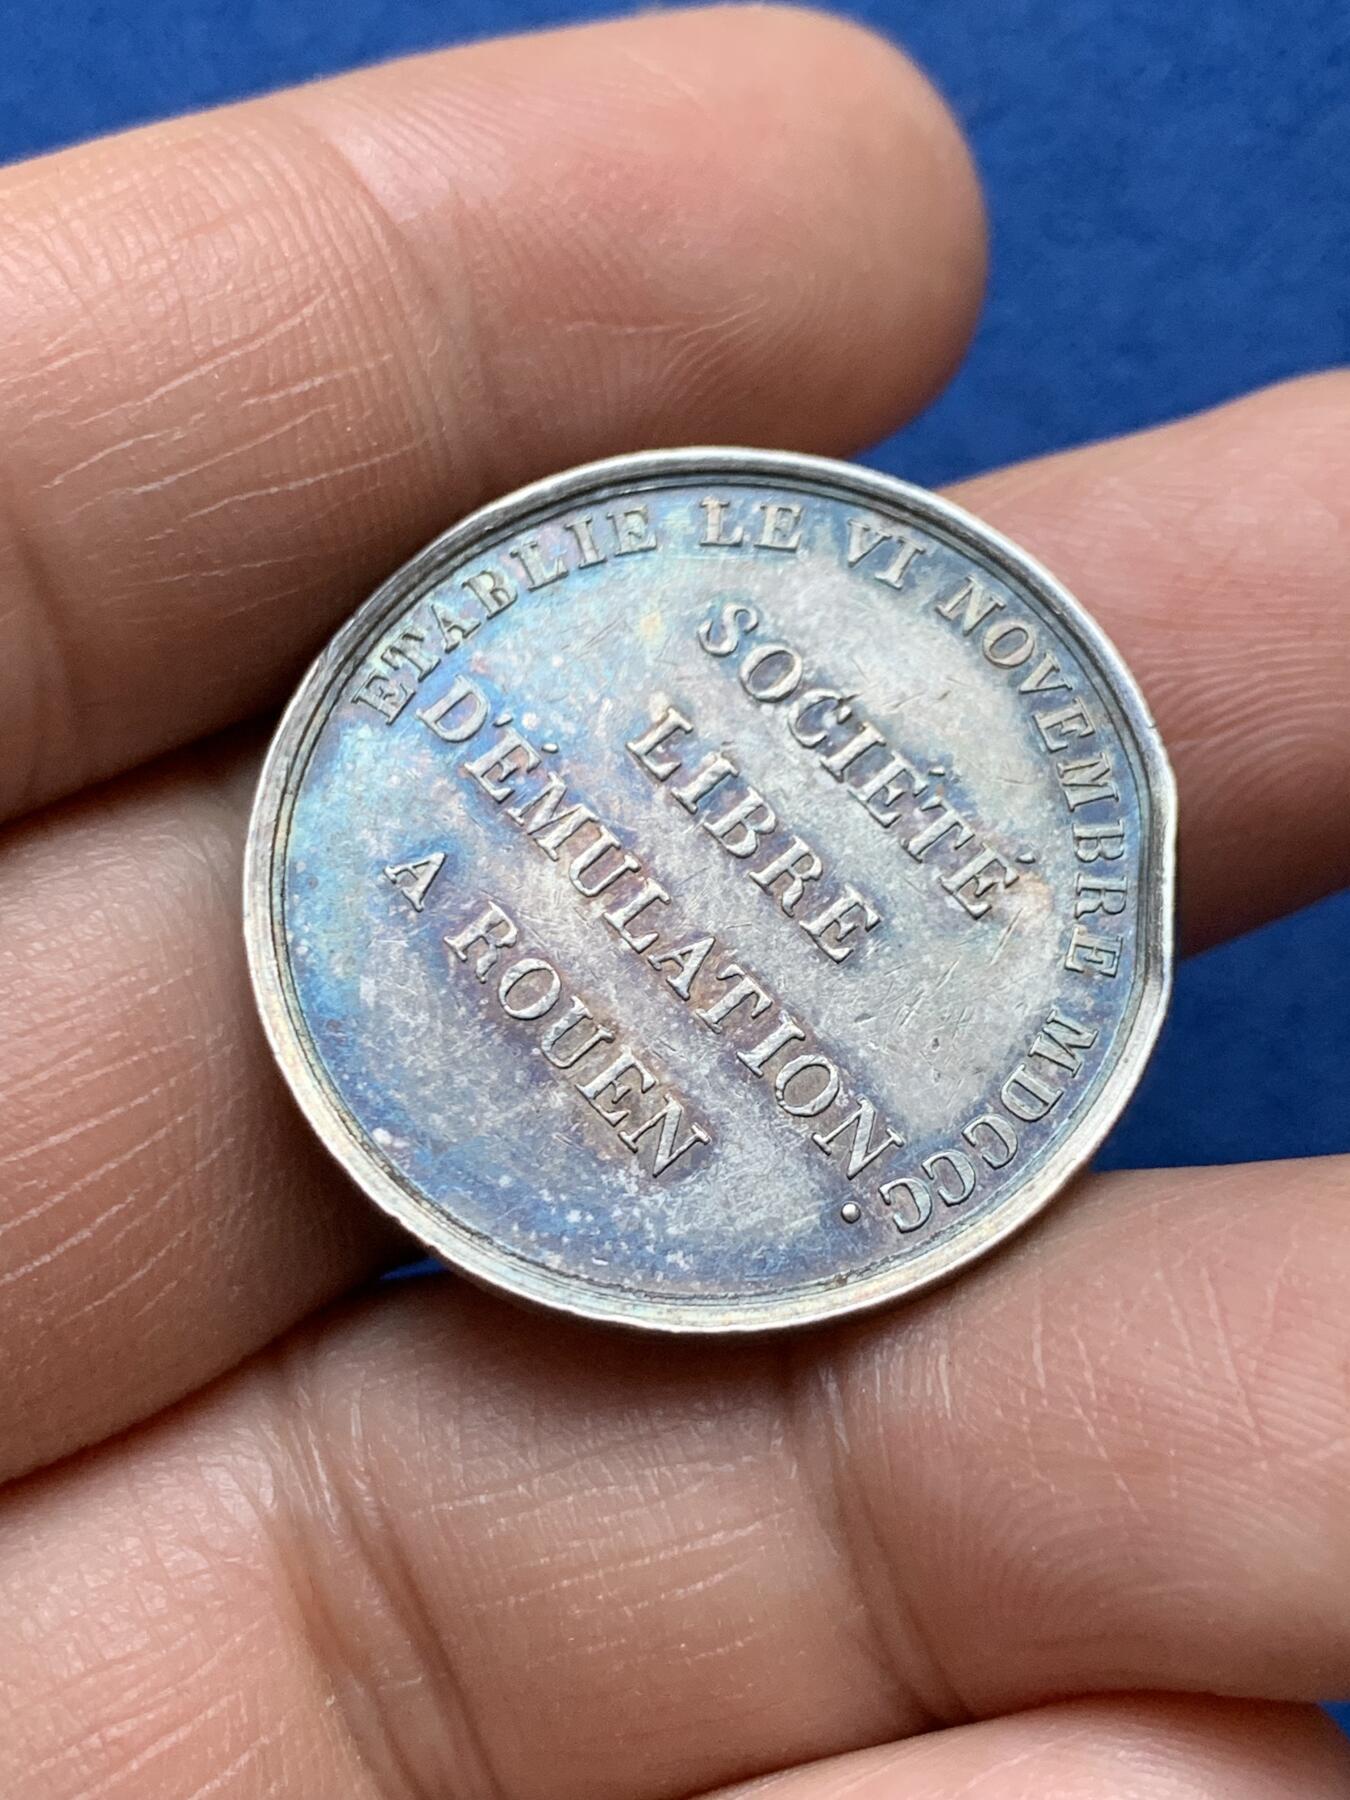 ETABLIE LE VI NOVEMBRE MDCCC.
SOCIÉTÉ
LIBRE
D'ÉMULATION
A ROUEN